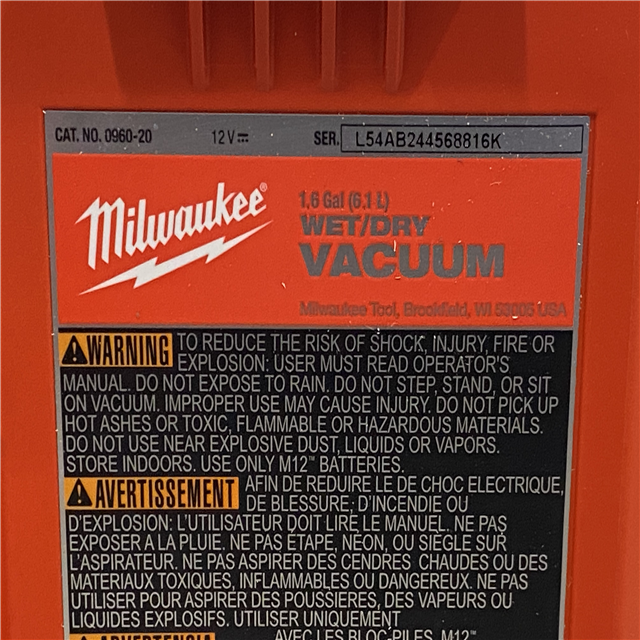 CAT. NO. 0960-20 12V⎓ SER. L54AB244568816K
Milwaukee®
1.6 Gal (6.1 L)
WET/DRY
VACUUM
Milwaukee Tool, Brookfield, WI 53005 USA
WARNING TO REDUCE THE RISK OF SHOCK, INJURY, FIRE OR
EXPLOSION: USER MUST READ OPERATOR'S
MANUAL. DO NOT EXPOSE TO RAIN. DO NOT STEP, STAND, OR SIT
ON VACUUM. IMPROPER USE MAY CAUSE INJURY. DO NOT PICK UP
HOT ASHES OR TOXIC, FLAMMABLE OR HAZARDOUS MATERIALS.
DO NOT USE NEAR EXPLOSIVE DUST, LIQUIDS OR VAPORS.
STORE INDOORS. USE ONLY M12™ BATTERIES.
AVERTISSEMENT AFIN DE REDUIRE LE DE CHOC ELECTRIQUE,
DE BLESSURE, D'INCENDIE OU
D'EXPLOSION: L'UTILISATEUR DOIT LIRE LE MANUEL. NE PAS
EXPOSER A LA PLUIE. NE PAS ÉTAPE, NEON, OU SIÈGLE SUR
L'ASPIRATEUR. NE PAS ASPIRER DES CENDRES CHAUDES OU DES
MATERIAUX TOXIQUES, INFLAMMABLES OU DANGEREUX. NE PAS
UTILISER POUR ASPIRER DES POUSSIERES, DES VAPEURS OU
LIQUIDES EXPLOSIFS. UTILISER UNIQUEMENT
ADVERTENCIA AVEC LES BLOC-PILES M12™